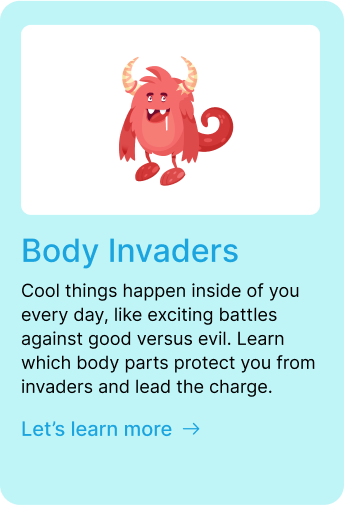 Body Invaders
Cool things happen inside of you
every day, like exciting battles
against good versus evil. Learn
which body parts protect you from
invaders and lead the charge.
Let’s learn more →